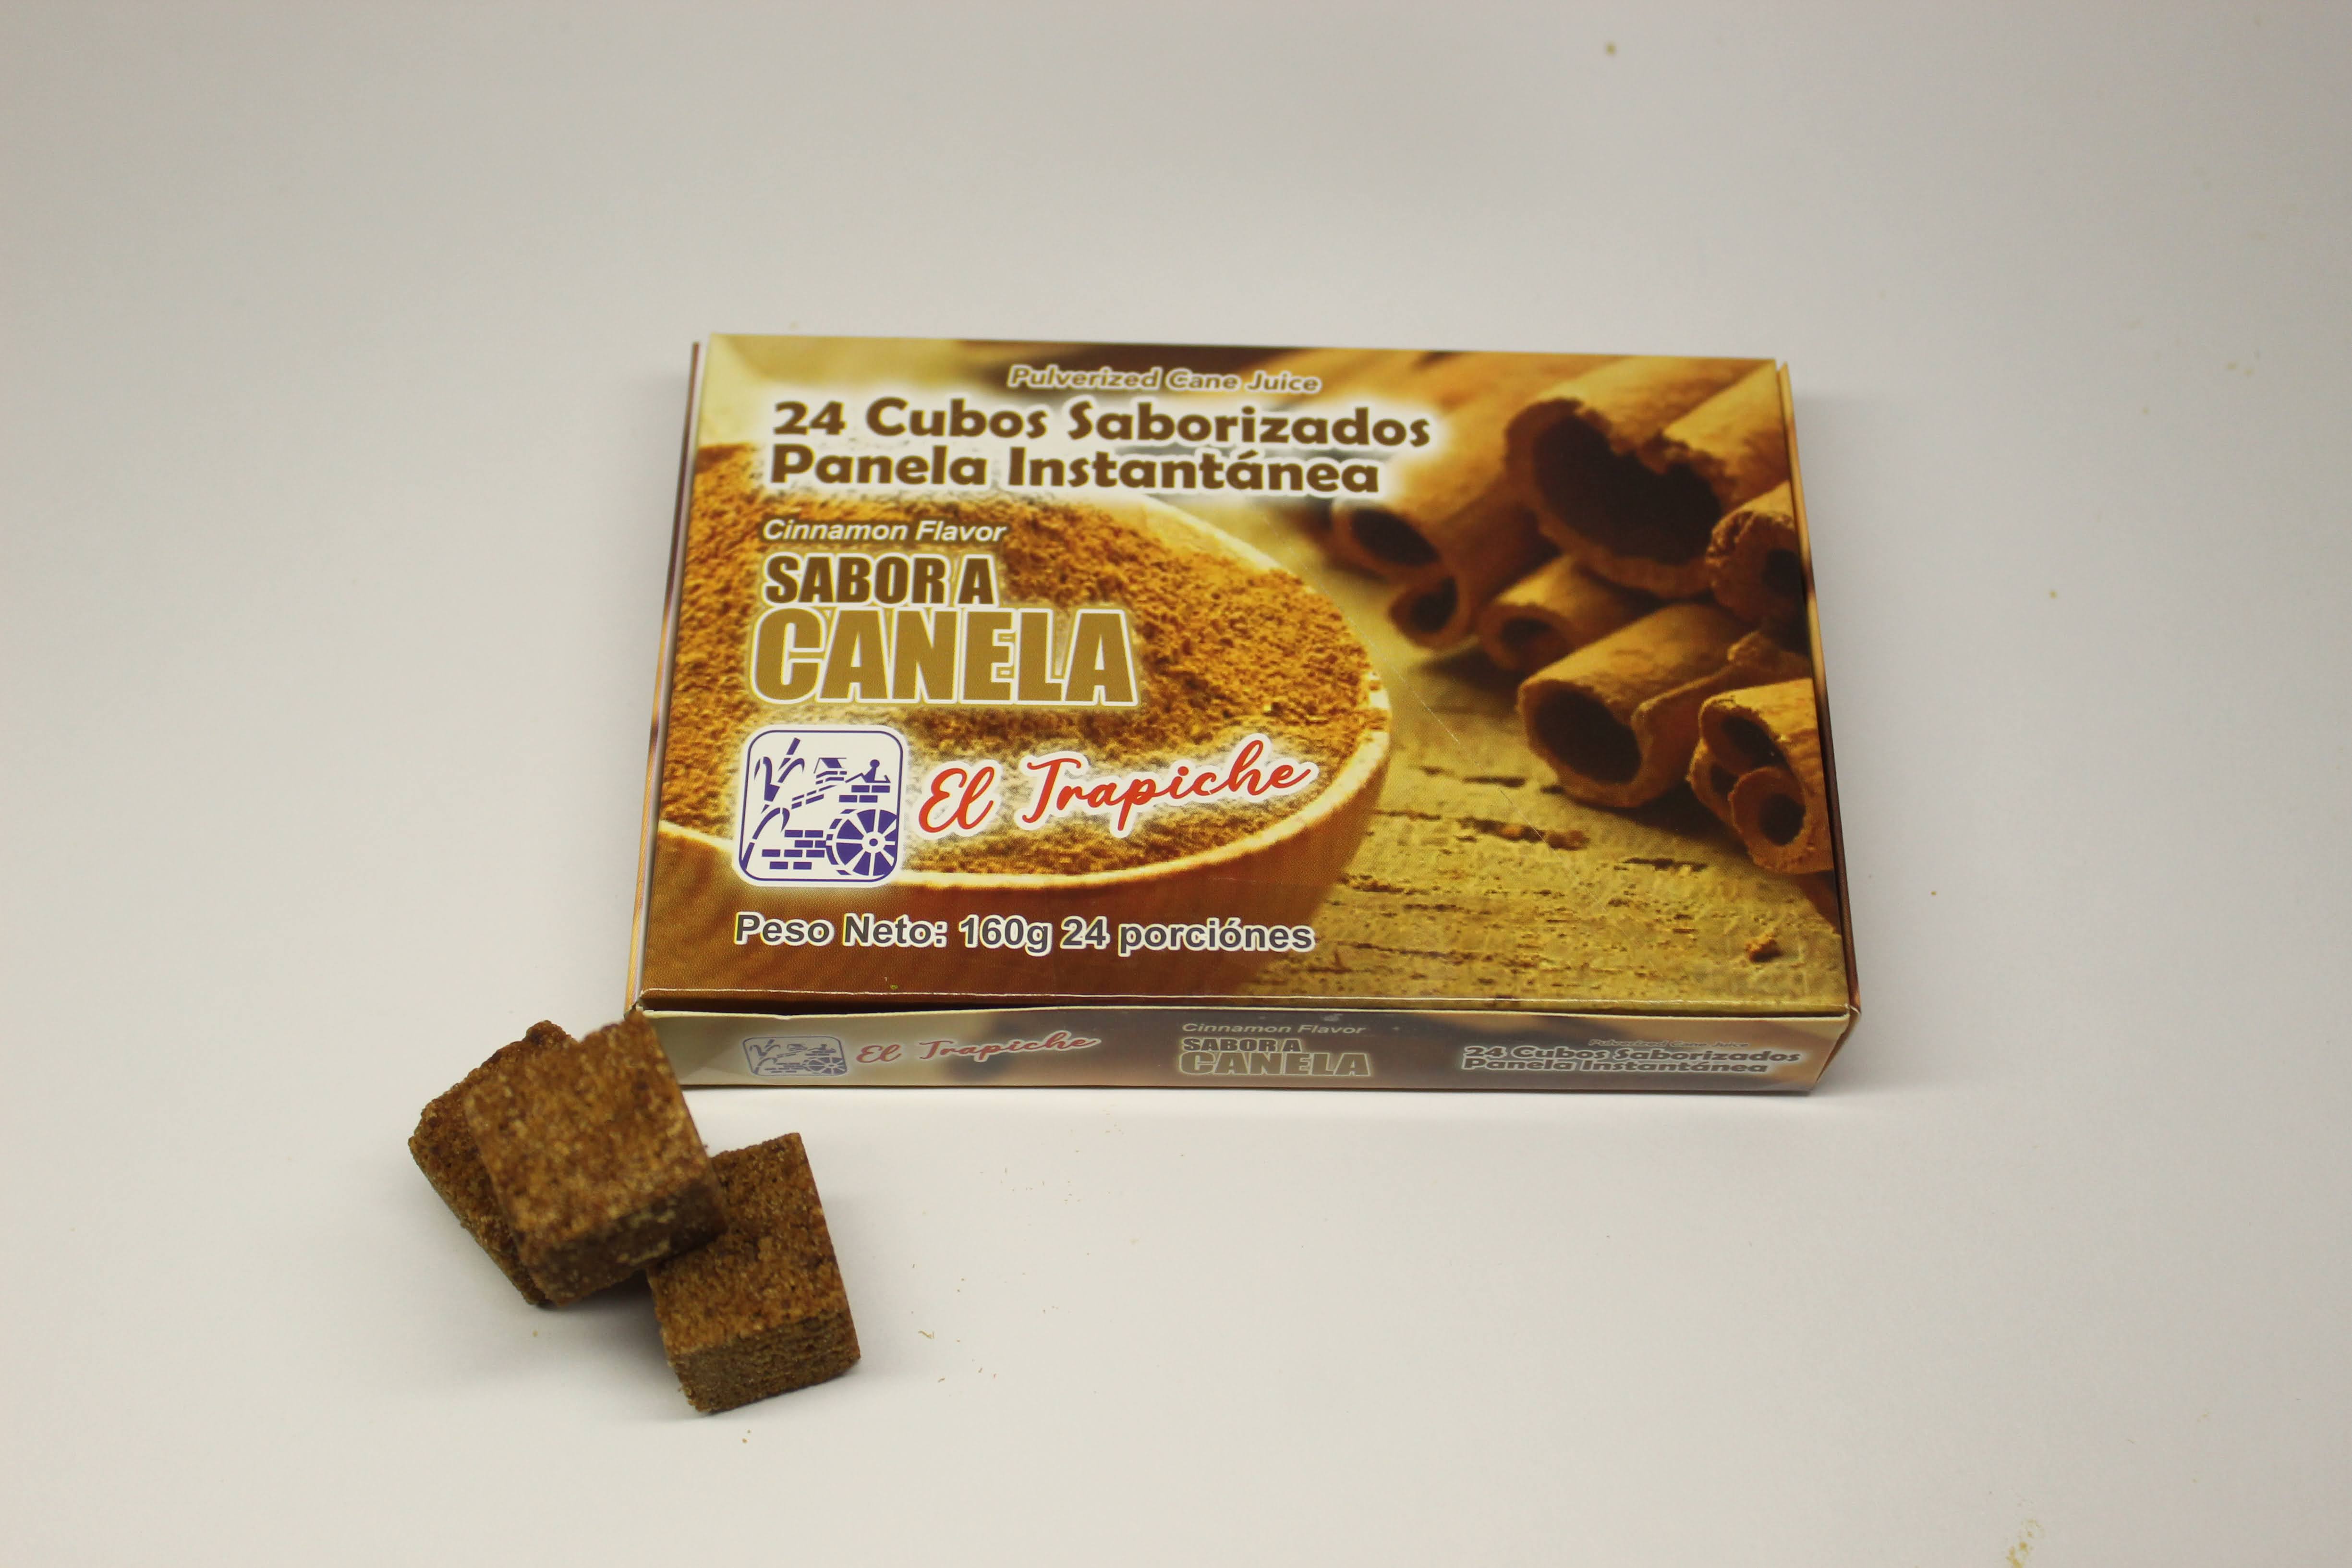 Pulverized Cane Juice
24 Cubos Saborizados
Panela Instantánea
Cinnamon Flavor
SABOR A
CANELA
El Trapiche
Peso Neto: 160g 24 porciónes
El Trapiche
Cinnamon Flavor
SABOR A
CANELA
Pulverized Cane Juice
24 Cubos Saborizados
Panela Instantánea